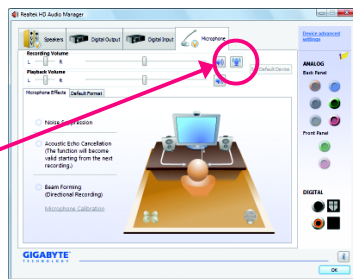 Realtek HD Audio Manager
Speakers
Digital Output
Digital Input
Microphone
Device advanced
settings
Recording Volume
L
R
Default Device
Playback Volume
L
R
Microphone Effects
Default Format
Noise Suppression
Acoustic Echo Cancellation
(The function will become
valid starting from the next
recording.)
Beam Forming
(Directional Recording)
Microphone Calibration
ANALOG
Back Panel
Front Panel
DIGITAL
GIGABYTE
TECHNOLOGY
OK